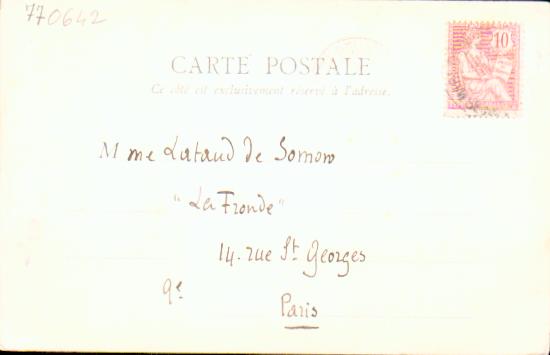 770642
10
CARTE POSTALE
Ce côté est exclusivement réservé à l'adresse.
Mme Lataud de Somow
"La Fronde"
14. rue St Georges
9e
Paris